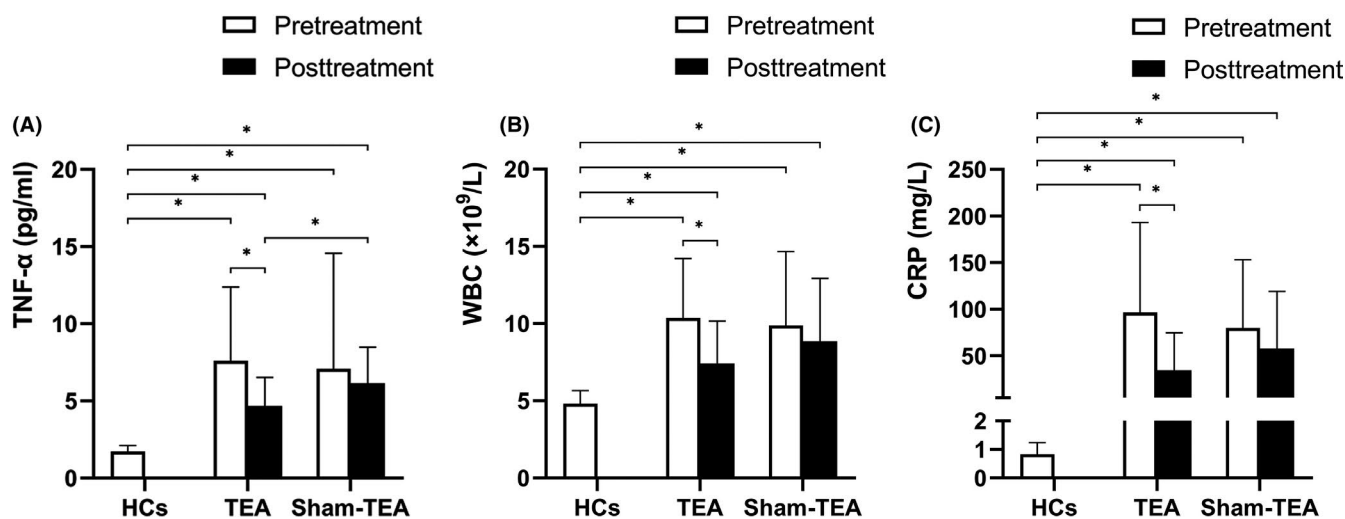 Pretreatment
Posttreatment
(A)
TNF-α (pg/ml)
20
15
10
5
0
* * * * * *
HCs TEA Sham-TEA
Pretreatment
Posttreatment
(B)
WBC (×10⁹/L)
20
15
10
5
0
* * * * *
HCs TEA Sham-TEA
Pretreatment
Posttreatment
(C)
CRP (mg/L)
250
200
150
100
50
2
1
0
* * * * *
HCs TEA Sham-TEA